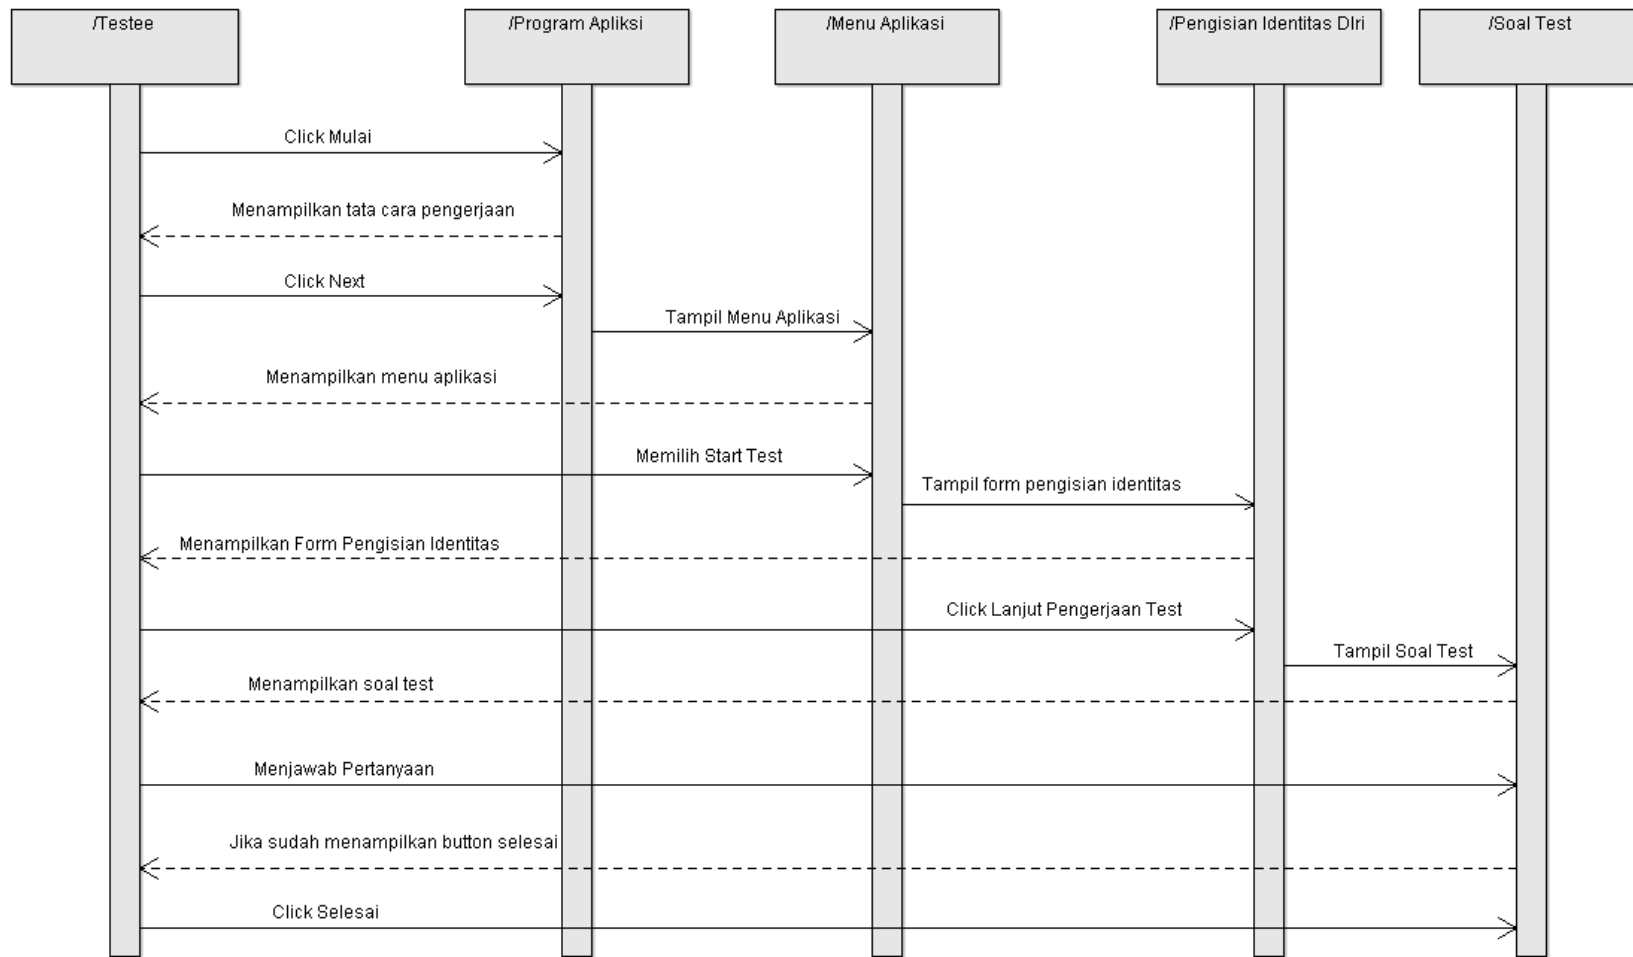 /Testee
/Program Apliksi
/Menu Aplikasi
/Pengisian Identitas DIri
/Soal Test
Click Mulai
Menampilkan tata cara pengerjaan
Click Next
Tampil Menu Aplikasi
Menampilkan menu aplikasi
Memilih Start Test
Tampil form pengisian identitas
Menampilkan Form Pengisian Identitas
Click Lanjut Pengerjaan Test
Tampil Soal Test
Menampilkan soal test
Menjawab Pertanyaan
Jika sudah menampilkan button selesai
Click Selesai